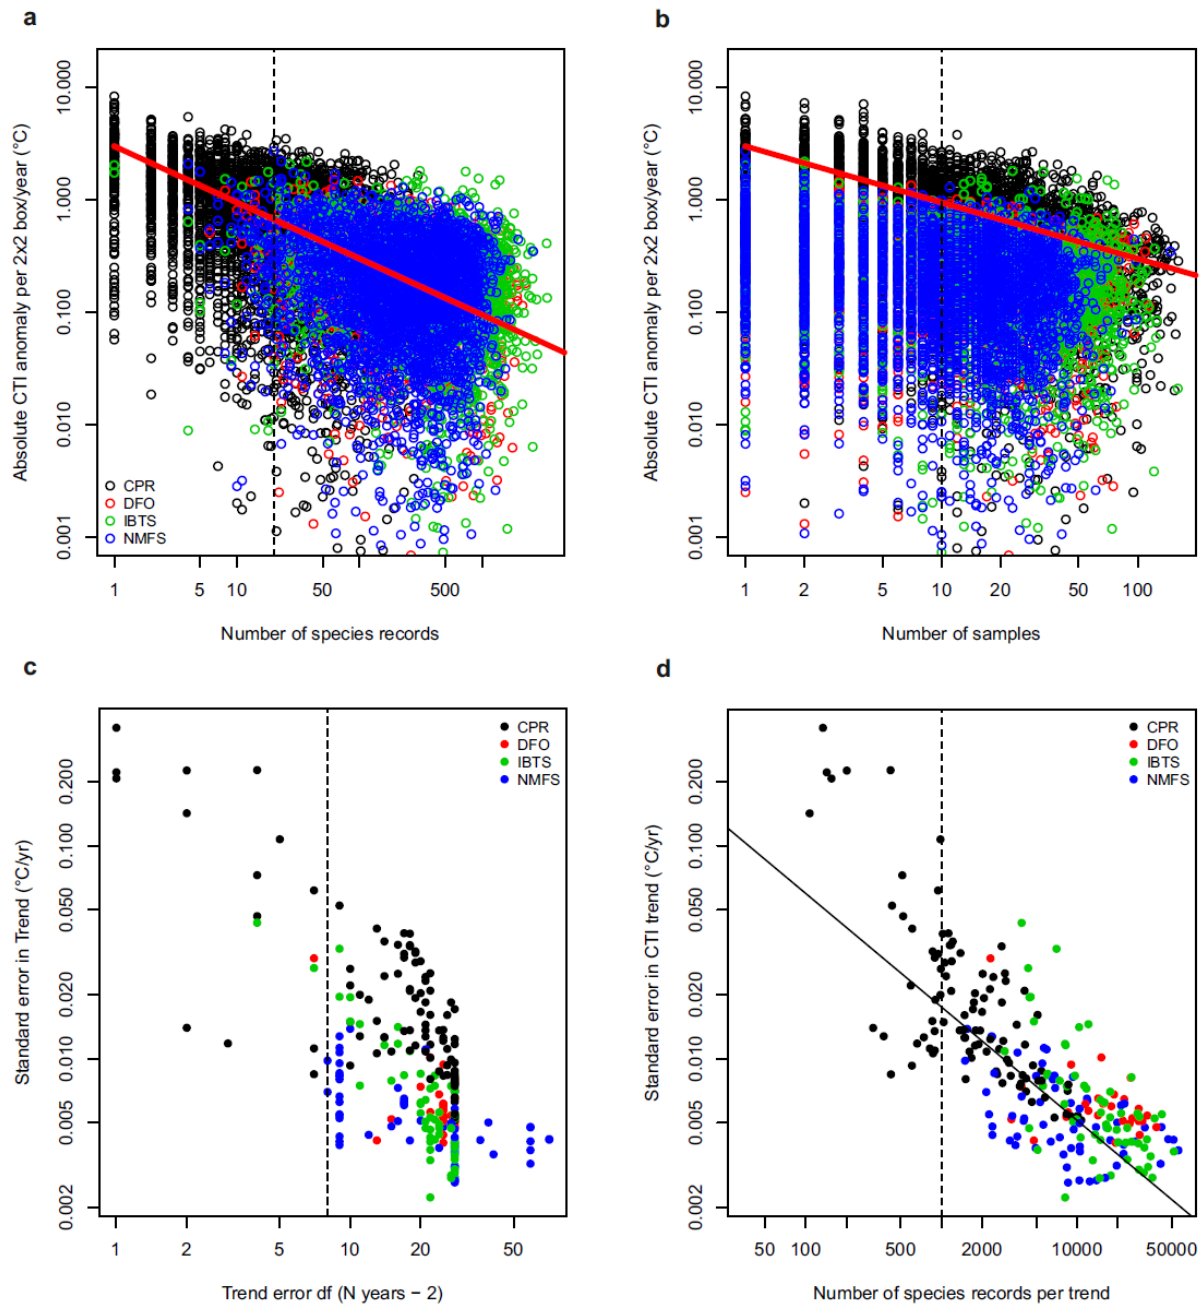 a
Absolute CTI anomaly per 2x2 box/year (°C)
10.000
1.000
0.100
0.010
0.001
CPR
DFO
IBTS
NMFS
1 5 10 50 500
Number of species records
b
Absolute CTI anomaly per 2x2 box/year (°C)
10.000
1.000
0.100
0.010
0.001
1 2 5 10 20 50 100
Number of samples
c
Standard error in Trend (°C/yr)
0.200
0.100
0.050
0.020
0.010
0.005
0.002
CPR
DFO
IBTS
NMFS
1 2 5 10 20 50
Trend error df (N years − 2)
d
Standard error in CTI trend (°C/yr)
0.200
0.100
0.050
0.020
0.010
0.005
0.002
CPR
DFO
IBTS
NMFS
50 100 500 2000 10000 50000
Number of species records per trend